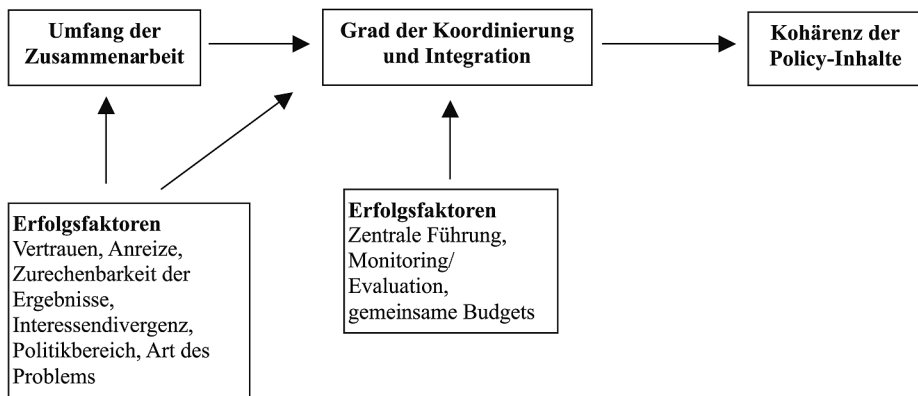 Umfang der
Zusammenarbeit
Grad der Koordinierung
und Integration
Kohärenz der
Policy-Inhalte
Erfolgsfaktoren
Vertrauen, Anreize,
Zurechenbarkeit der
Ergebnisse,
Interessendivergenz,
Politikbereich, Art des
Problems
Erfolgsfaktoren
Zentrale Führung,
Monitoring/
Evaluation,
gemeinsame Budgets